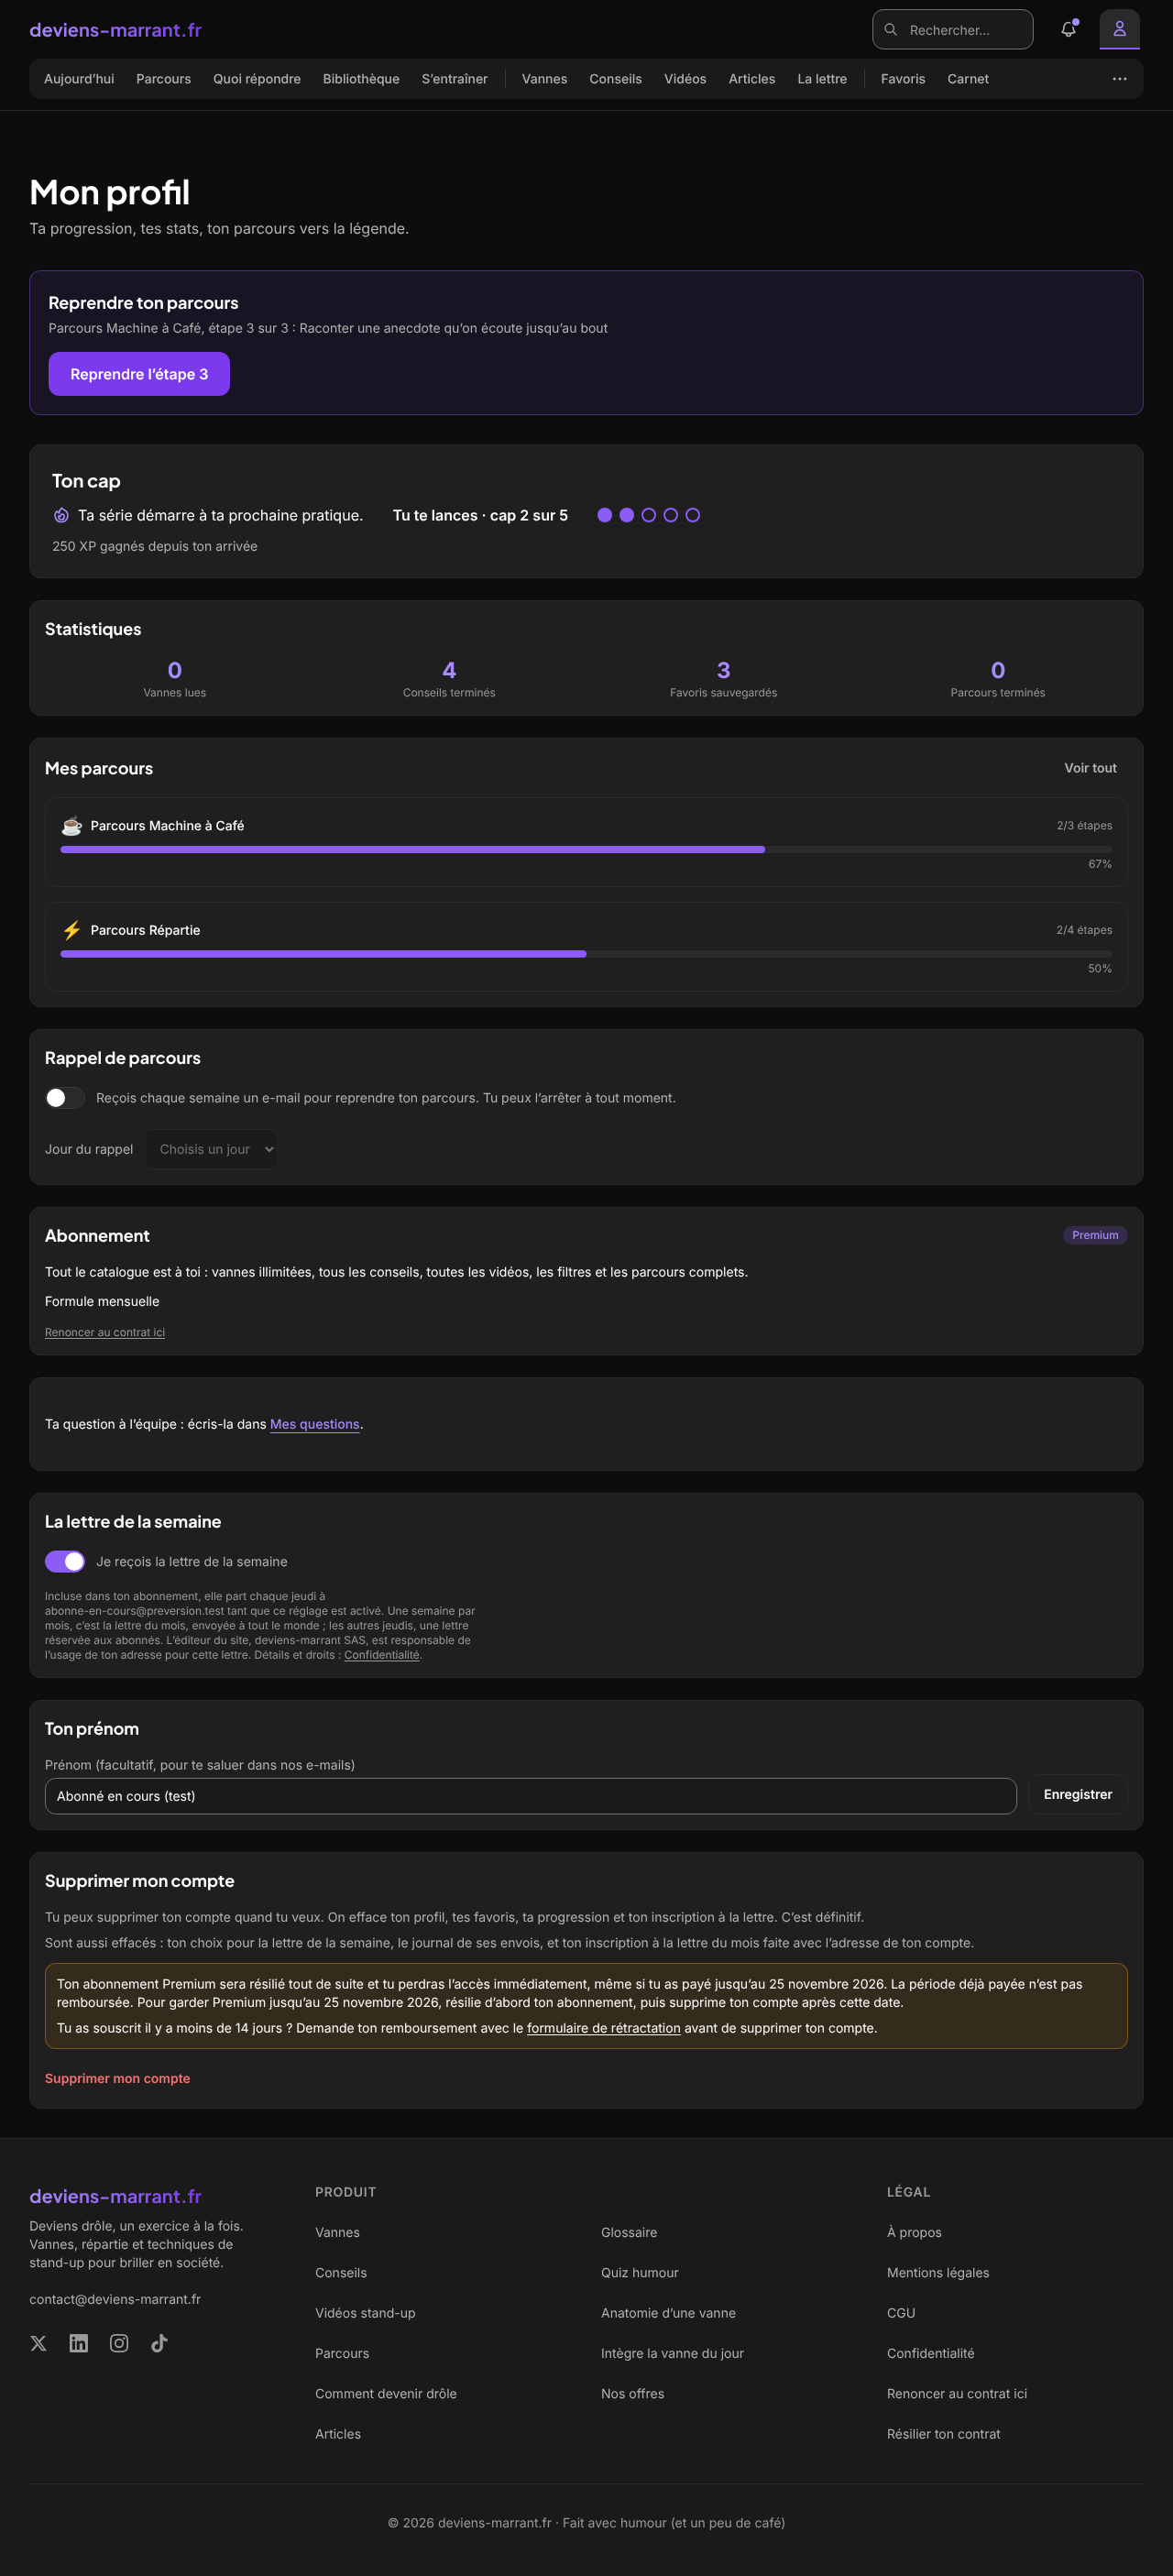 deviens-marrant.fr
Rechercher...
Aujourd’hui
Parcours
Quoi répondre
Bibliothèque
S’entraîner
Vannes
Conseils
Vidéos
Articles
La lettre
Favoris
Carnet
Mon profil
Ta progression, tes stats, ton parcours vers la légende.
Reprendre ton parcours
Parcours Machine à Café, étape 3 sur 3 : Raconter une anecdote qu’on écoute jusqu’au bout
Reprendre l’étape 3
Ton cap
Ta série démarre à ta prochaine pratique.
Tu te lances · cap 2 sur 5
250 XP gagnés depuis ton arrivée
Statistiques
0
Vannes lues
4
Conseils terminés
3
Favoris sauvegardés
0
Parcours terminés
Mes parcours
Voir tout
Parcours Machine à Café
2/3 étapes
67%
Parcours Répartie
2/4 étapes
50%
Rappel de parcours
Reçois chaque semaine un e-mail pour reprendre ton parcours. Tu peux l’arrêter à tout moment.
Jour du rappel
Choisis un jour
Abonnement
Premium
Tout le catalogue est à toi : vannes illimitées, tous les conseils, toutes les vidéos, les filtres et les parcours complets.
Formule mensuelle
Renoncer au contrat ici
Ta question à l’équipe : écris-la dans Mes questions.
La lettre de la semaine
Je reçois la lettre de la semaine
Incluse dans ton abonnement, elle part chaque jeudi à
abonne-en-cours@preversion.test tant que ce réglage est activé. Une semaine par
mois, c’est la lettre du mois, envoyée à tout le monde ; les autres jeudis, une lettre
réservée aux abonnés. L’éditeur du site, deviens-marrant SAS, est responsable de
l’usage de ton adresse pour cette lettre. Détails et droits : Confidentialité.
Ton prénom
Prénom (facultatif, pour te saluer dans nos e-mails)
Abonné en cours (test)
Enregistrer
Supprimer mon compte
Tu peux supprimer ton compte quand tu veux. On efface ton profil, tes favoris, ta progression et ton inscription à la lettre. C’est définitif.
Sont aussi effacés : ton choix pour la lettre de la semaine, le journal de ses envois, et ton inscription à la lettre du mois faite avec l’adresse de ton compte.
Ton abonnement Premium sera résilié tout de suite et tu perdras l’accès immédiatement, même si tu as payé jusqu’au 25 novembre 2026. La période déjà payée n’est pas
remboursée. Pour garder Premium jusqu’au 25 novembre 2026, résilie d’abord ton abonnement, puis supprime ton compte après cette date.
Tu as souscrit il y a moins de 14 jours ? Demande ton remboursement avec le formulaire de rétractation avant de supprimer ton compte.
Supprimer mon compte
deviens-marrant.fr
Deviens drôle, un exercice à la fois.
Vannes, répartie et techniques de
stand-up pour briller en société.
contact@deviens-marrant.fr
PRODUIT
Vannes
Conseils
Vidéos stand-up
Parcours
Comment devenir drôle
Articles
Glossaire
Quiz humour
Anatomie d’une vanne
Intègre la vanne du jour
Nos offres
LÉGAL
À propos
Mentions légales
CGU
Confidentialité
Renoncer au contrat ici
Résilier ton contrat
© 2026 deviens-marrant.fr · Fait avec humour (et un peu de café)